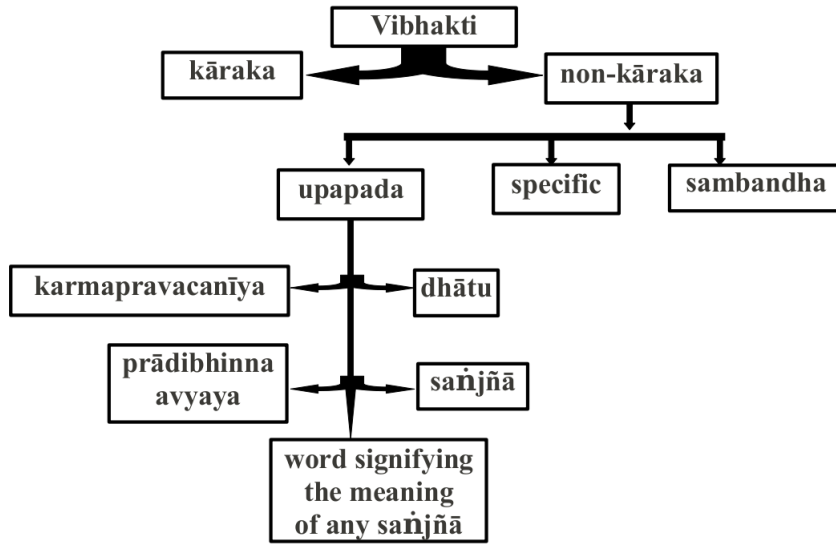 Vibhakti
kāraka
non-kāraka
upapada
specific
sambandha
karmapravacanīya
dhātu
prādibhinna
avyaya
saṅjñā
word signifying
the meaning
of any saṅjñā